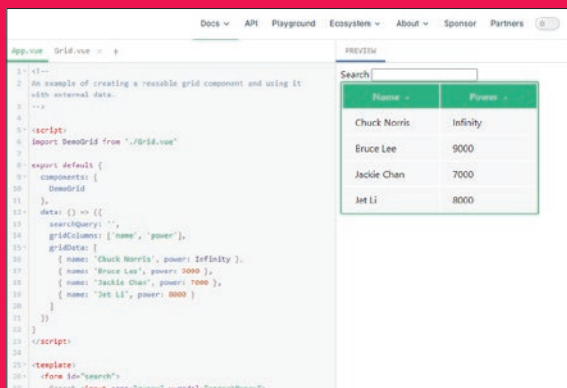 Docs API Playground Ecosystem About Sponsor Partners
App.vue Grid.vue × +
PREVIEW
1 <!--
2 An example of creating a reusable grid component and using it
with external data.
3 -->
4
5 <script>
6 import DemoGrid from './Grid.vue'
7
8 export default {
9 components: {
10 DemoGrid
11 },
12 data: () => ({
13 searchQuery: '',
14 gridColumns: ['name', 'power'],
15 gridData: [
16 { name: 'Chuck Norris', power: Infinity },
17 { name: 'Bruce Lee', power: 9000 },
18 { name: 'Jackie Chan', power: 7000 },
19 { name: 'Jet Li', power: 8000 }
20 ]
21 })
22 }
23 </script>
24
25 <template>
26 <form id="search">
Search
Name Power
Chuck Norris Infinity
Bruce Lee 9000
Jackie Chan 7000
Jet Li 8000